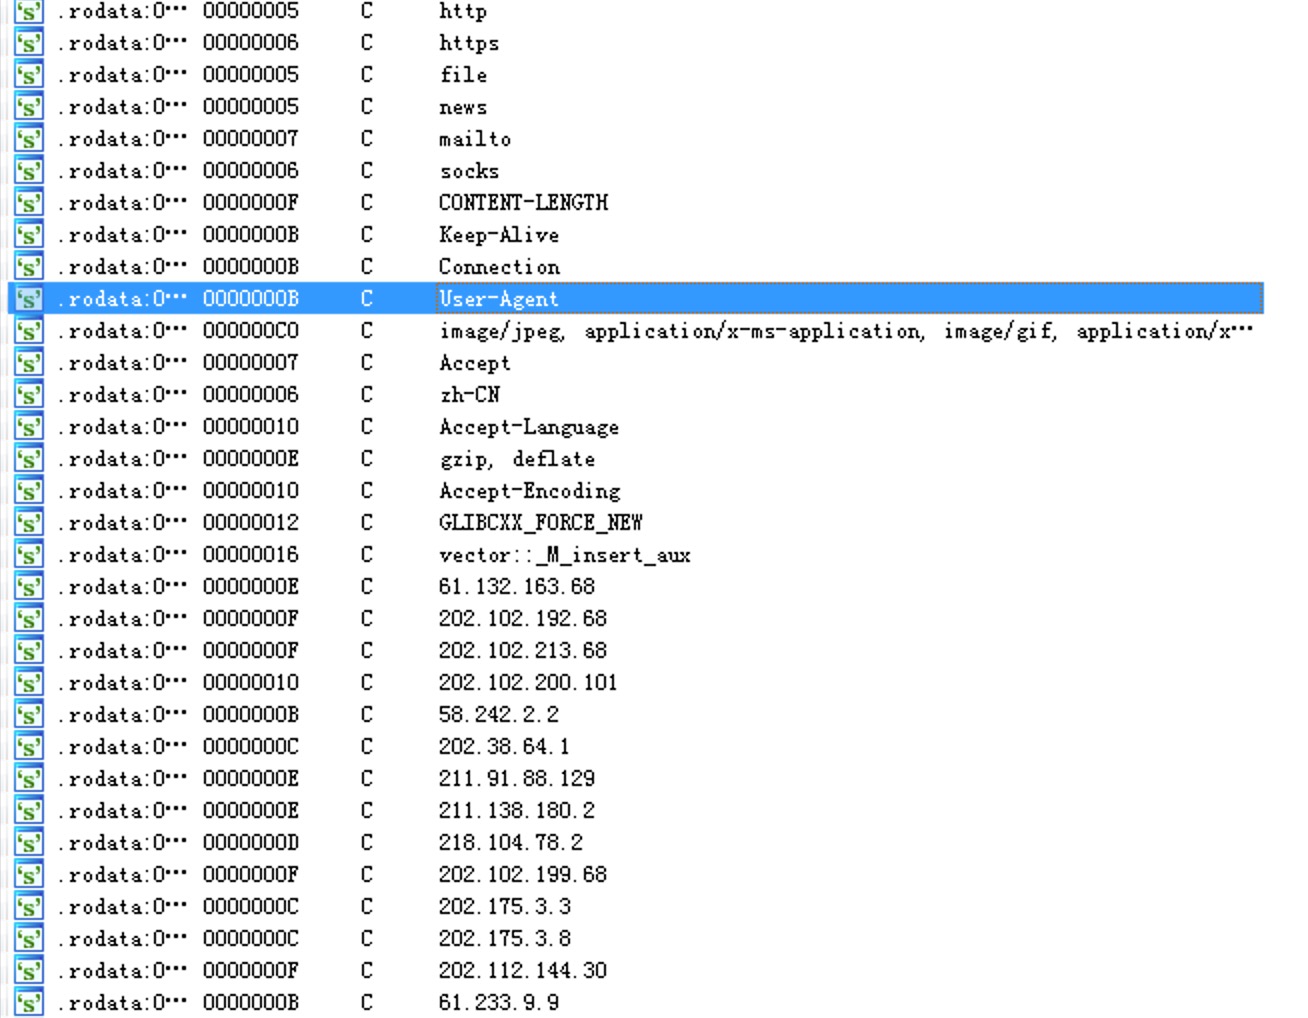 's' .rodata:0··· 00000005 C http
's' .rodata:0··· 00000006 C https
's' .rodata:0··· 00000005 C file
's' .rodata:0··· 00000005 C news
's' .rodata:0··· 00000007 C mailto
's' .rodata:0··· 00000006 C socks
's' .rodata:0··· 0000000F C CONTENT-LENGTH
's' .rodata:0··· 0000000B C Keep-Alive
's' .rodata:0··· 0000000B C Connection
's' .rodata:0··· 0000000B C User-Agent
's' .rodata:0··· 000000C0 C image/jpeg, application/x-ms-application, image/gif, application/x···
's' .rodata:0··· 00000007 C Accept
's' .rodata:0··· 00000006 C zh-CN
's' .rodata:0··· 00000010 C Accept-Language
's' .rodata:0··· 0000000E C gzip, deflate
's' .rodata:0··· 00000010 C Accept-Encoding
's' .rodata:0··· 00000012 C GLIBCXX_FORCE_NEW
's' .rodata:0··· 00000016 C vector::_M_insert_aux
's' .rodata:0··· 0000000E C 61.132.163.68
's' .rodata:0··· 0000000F C 202.102.192.68
's' .rodata:0··· 0000000F C 202.102.213.68
's' .rodata:0··· 00000010 C 202.102.200.101
's' .rodata:0··· 0000000B C 58.242.2.2
's' .rodata:0··· 0000000C C 202.38.64.1
's' .rodata:0··· 0000000E C 211.91.88.129
's' .rodata:0··· 0000000E C 211.138.180.2
's' .rodata:0··· 0000000D C 218.104.78.2
's' .rodata:0··· 0000000F C 202.102.199.68
's' .rodata:0··· 0000000C C 202.175.3.3
's' .rodata:0··· 0000000C C 202.175.3.8
's' .rodata:0··· 0000000F C 202.112.144.30
's' .rodata:0··· 0000000B C 61.233.9.9